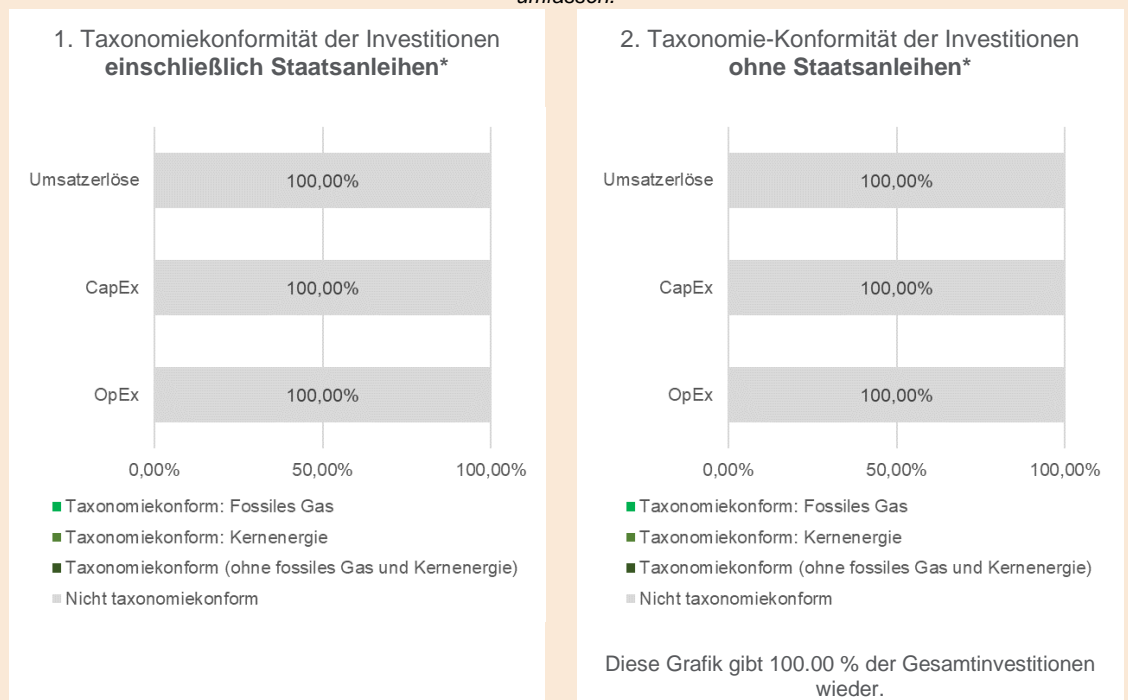 umfassen.
1. Taxonomiekonformität der Investitionen
einschließlich Staatsanleihen*
Umsatzerlöse
100,00%
CapEx
100,00%
OpEx
100,00%
0,00%
50,00%
100,00%
Taxonomiekonform: Fossiles Gas
Taxonomiekonform: Kernenergie
Taxonomiekonform (ohne fossiles Gas und Kernenergie)
Nicht taxonomiekonform
2. Taxonomie-Konformität der Investitionen
ohne Staatsanleihen*
Umsatzerlöse
100,00%
CapEx
100,00%
OpEx
100,00%
0,00%
50,00%
100,00%
Taxonomiekonform: Fossiles Gas
Taxonomiekonform: Kernenergie
Taxonomiekonform (ohne fossiles Gas und Kernenergie)
Nicht taxonomiekonform
Diese Grafik gibt 100.00 % der Gesamtinvestitionen
wieder.